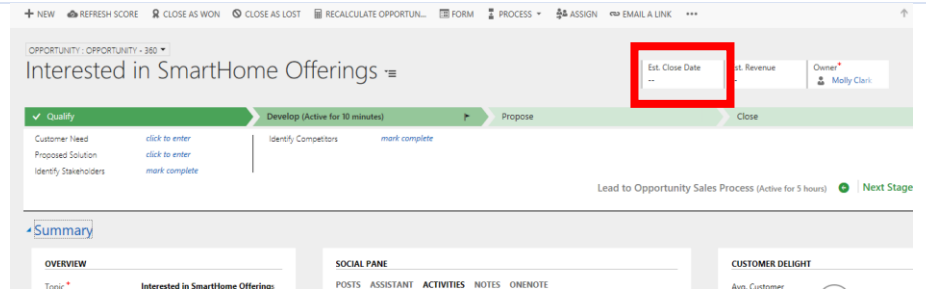 + NEW REFRESH SCORE CLOSE AS WON CLOSE AS LOST RECALCULATE OPPORTUN... FORM PROCESS ASSIGN EMAIL A LINK ...
OPPORTUNITY : OPPORTUNITY - 360
Interested in SmartHome Offerings
Est. Close Date
--
st. Revenue
-
Owner*
Molly Clark
✓ Qualify
Develop (Active for 10 minutes)
Propose
Close
Customer Need click to enter
Identify Competitors mark complete
Proposed Solution click to enter
Identify Stakeholders mark complete
Lead to Opportunity Sales Process (Active for 5 hours) Next Stage
Summary
OVERVIEW
Topic* Interested in SmartHome Offerings
SOCIAL PANE
POSTS ASSISTANT ACTIVITIES NOTES ONENOTE
CUSTOMER DELIGHT
Avg. Customer